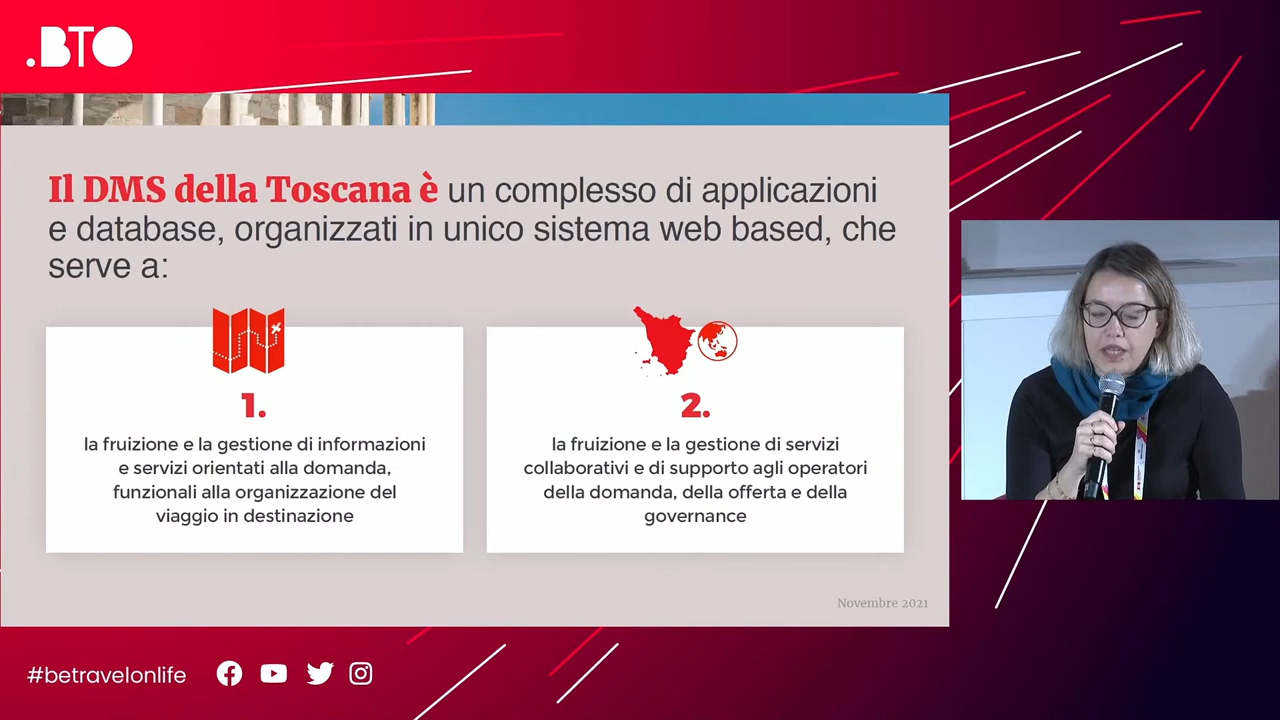 .BTO
Il DMS della Toscana è un complesso di applicazioni
e database, organizzati in unico sistema web based, che
serve a:
1.
la fruizione e la gestione di informazioni
e servizi orientati alla domanda,
funzionali alla organizzazione del
viaggio in destinazione
2.
la fruizione e la gestione di servizi
collaborativi e di supporto agli operatori
della domanda, della offerta e della
governance
Novembre 2021
#betravelonlife